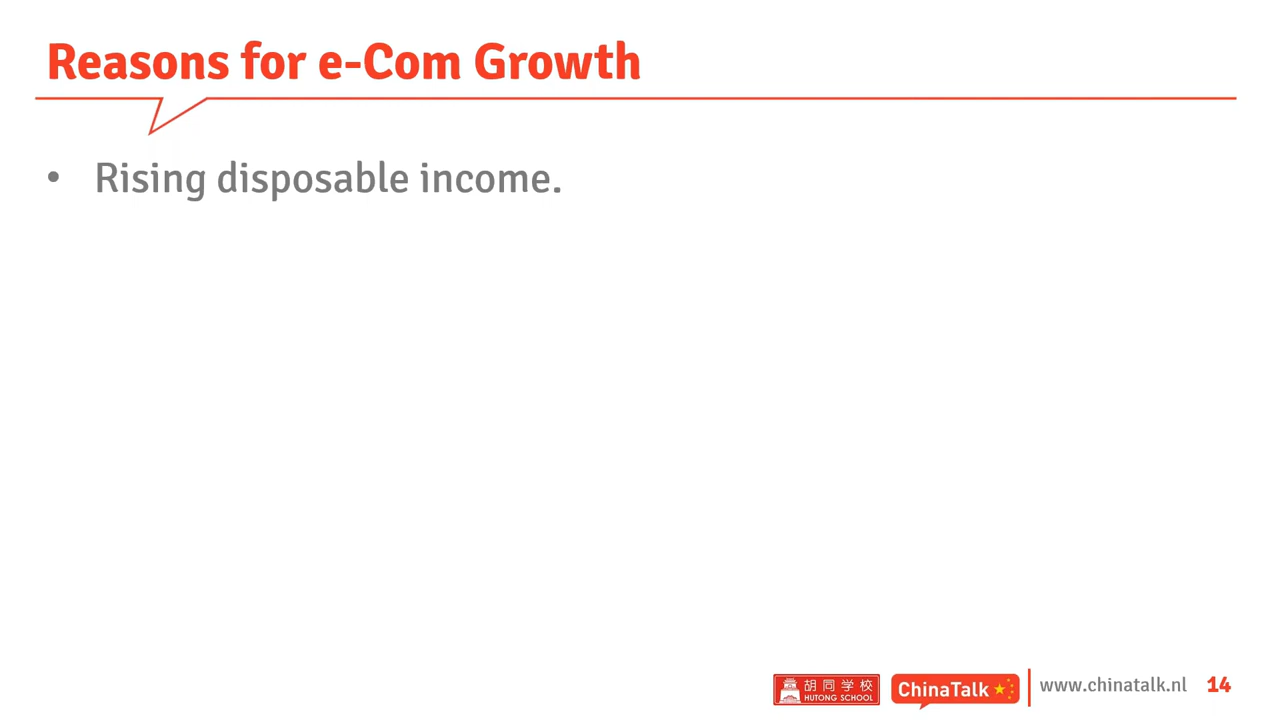 Reasons for e-Com Growth
• Rising disposable income.
胡同学校
HUTONG SCHOOL
ChinaTalk
www.chinatalk.nl
14